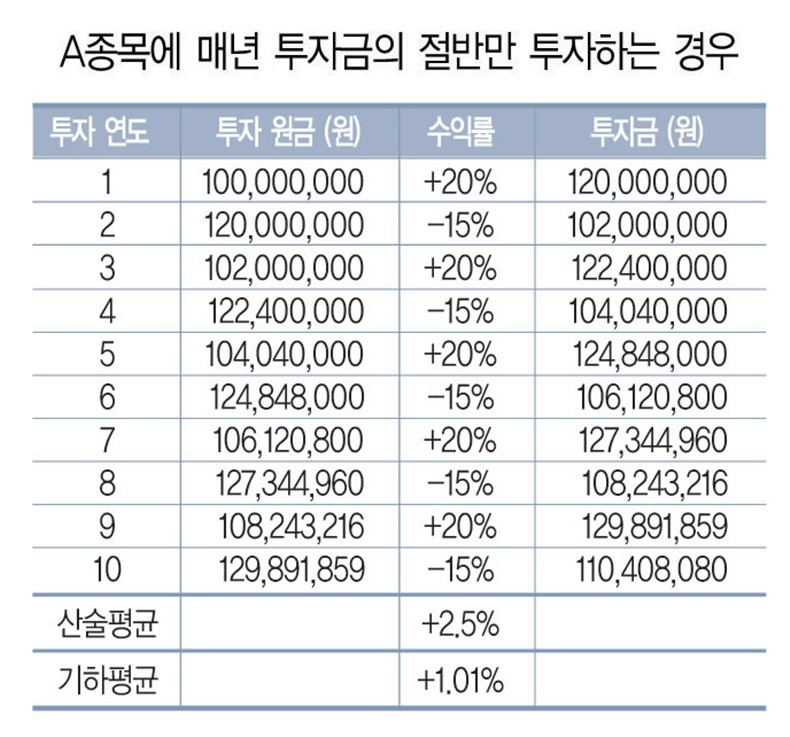 A종목에 매년 투자금의 절반만 투자하는 경우
투자 연도 투자 원금 (원) 수익률 투자금 (원)
1 100,000,000 +20% 120,000,000
2 120,000,000 −15% 102,000,000
3 102,000,000 +20% 122,400,000
4 122,400,000 −15% 104,040,000
5 104,040,000 +20% 124,848,000
6 124,848,000 −15% 106,120,800
7 106,120,800 +20% 127,344,960
8 127,344,960 −15% 108,243,216
9 108,243,216 +20% 129,891,859
10 129,891,859 −15% 110,408,080
산술평균 +2.5%
기하평균 +1.01%